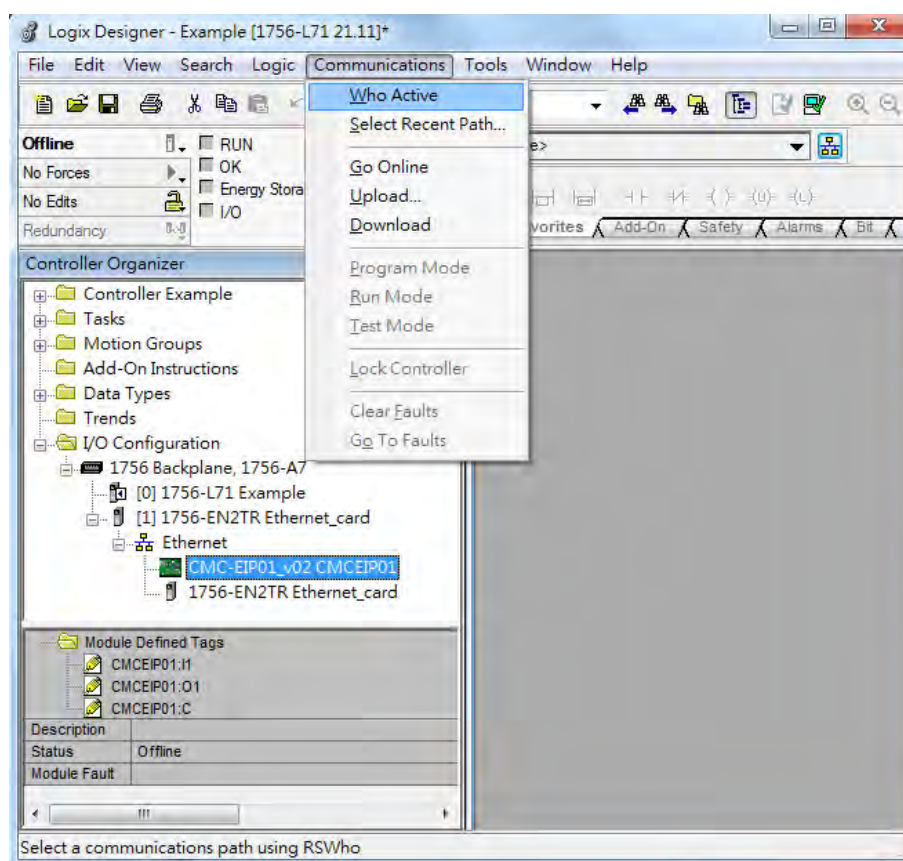 Logix Designer - Example [1756-L71 21.11]*
File Edit View Search Logic Communications Tools Window Help
Who Active
Select Recent Path...
Go Online
Upload...
Download
Program Mode
Run Mode
Test Mode
Lock Controller
Clear Faults
Go To Faults
Offline
RUN
No Forces
OK
Energy Stora
No Edits
I/O
Redundancy
e>
vorites Add-On Safety Alarms Bit
Controller Organizer
Controller Example
Tasks
Motion Groups
Add-On Instructions
Data Types
Trends
I/O Configuration
1756 Backplane, 1756-A7
[0] 1756-L71 Example
[1] 1756-EN2TR Ethernet_card
Ethernet
CMC-EIP01_v02 CMCEIP01
1756-EN2TR Ethernet_card
Module Defined Tags
CMCEIP01:I1
CMCEIP01:O1
CMCEIP01:C
Description
Status Offline
Module Fault
Select a communications path using RSWho